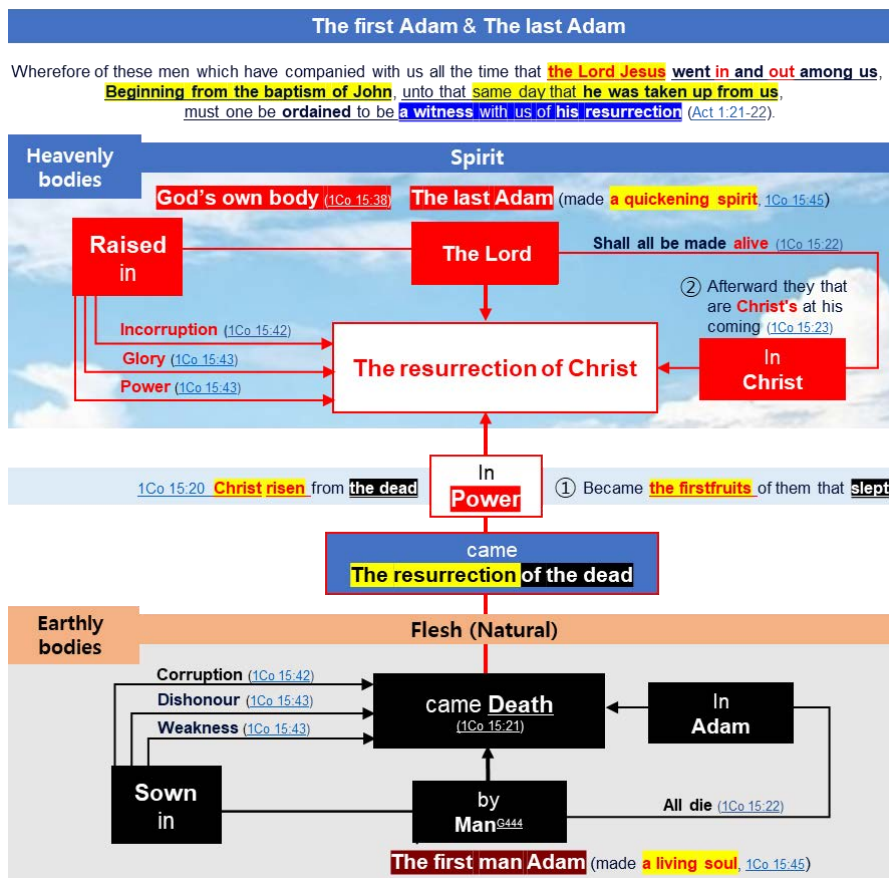 The first Adam & The last Adam
Wherefore of these men which have companied with us all the time that the Lord Jesus went in and out among us,
Beginning from the baptism of John, unto that same day that he was taken up from us,
must one be ordained to be a witness with us of his resurrection (Act 1:21-22).
Heavenly
bodies
Spirit
God's own body (1Co 15:38) The last Adam (made a quickening spirit, 1Co 15:45)
Raised
in
The Lord
Shall all be made alive (1Co 15:22)
② Afterward they that
are Christ's at his
coming (1Co 15:23)
Incorruption (1Co 15:42)
Glory (1Co 15:43)
Power (1Co 15:43)
The resurrection of Christ
In
Christ
1Co 15:20 Christ risen from the dead
In
Power
① Became the firstfruits of them that slept
came
The resurrection of the dead
Earthly
bodies
Flesh (Natural)
Corruption (1Co 15:42)
Dishonour (1Co 15:43)
Weakness (1Co 15:43)
came Death
(1Co 15:21)
In
Adam
Sown
in
by
Man G444
All die (1Co 15:22)
The first man Adam (made a living soul, 1Co 15:45)